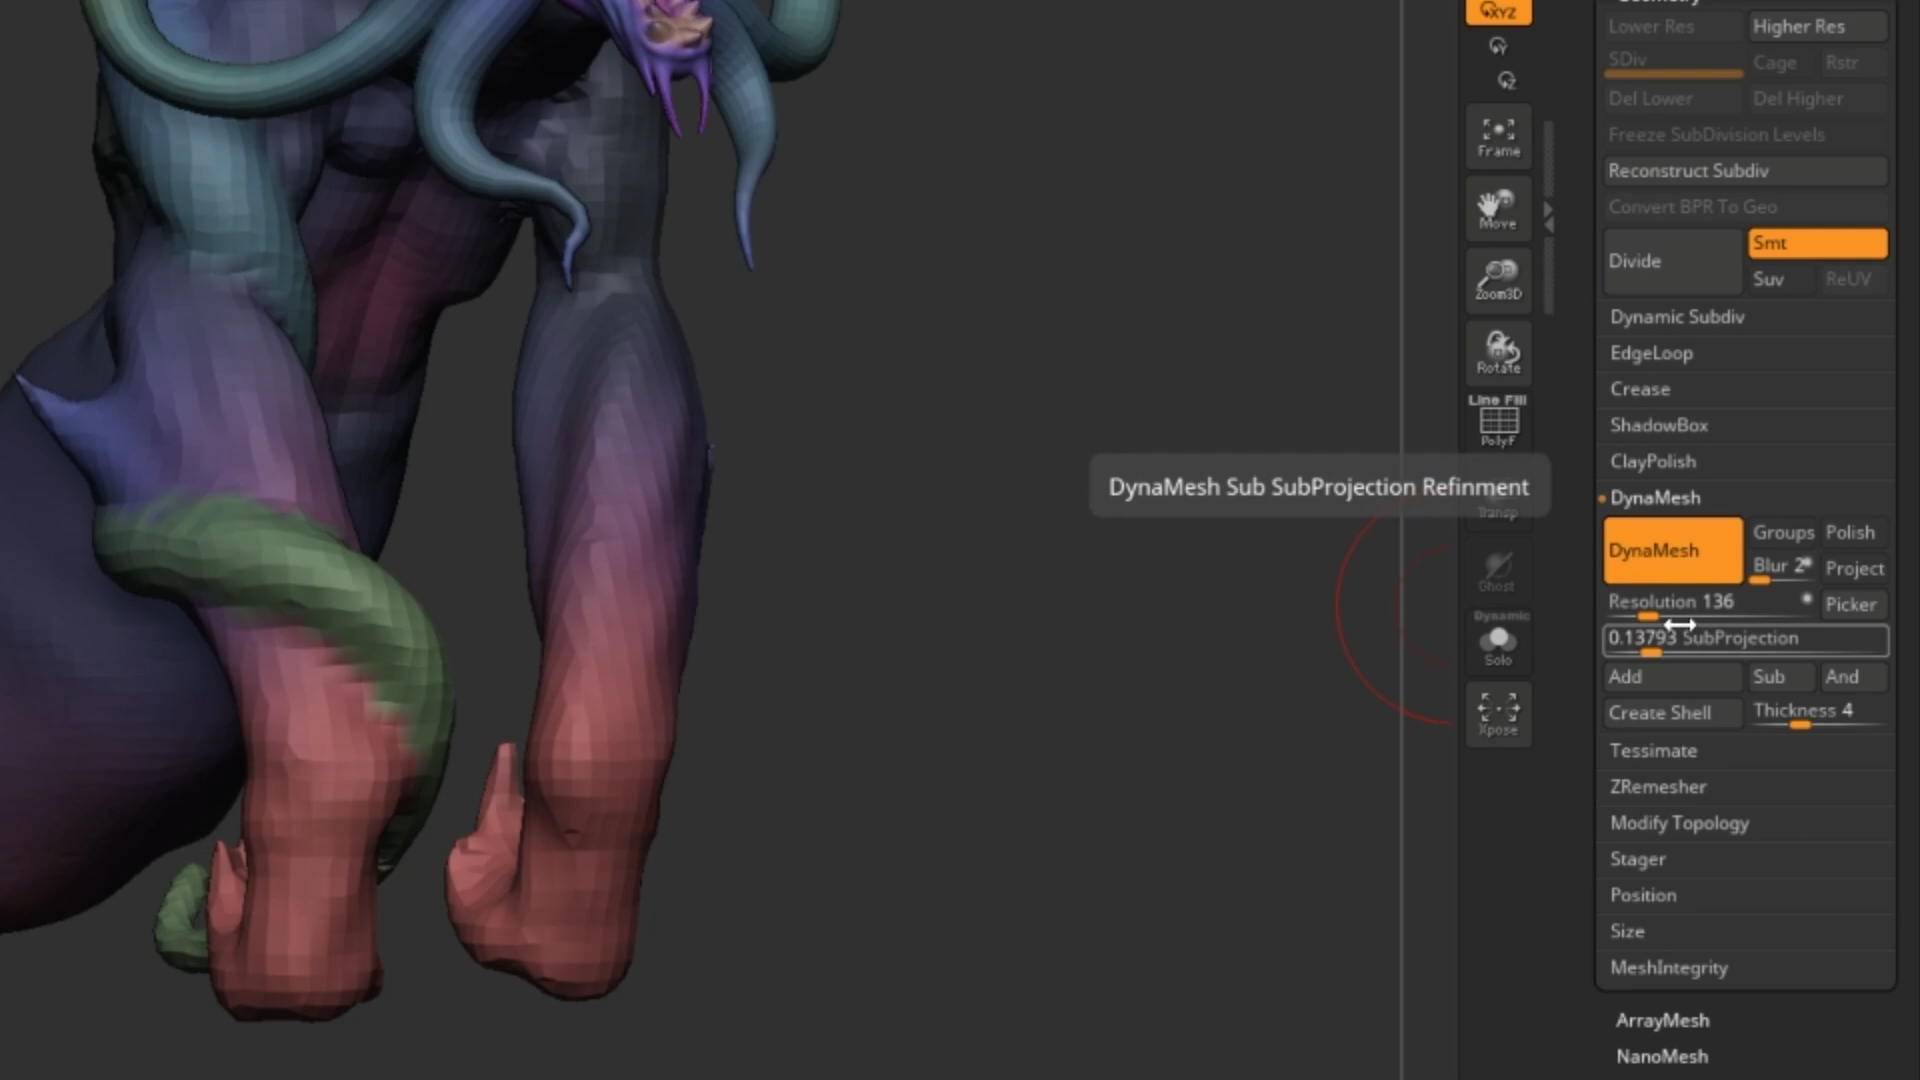 XYZ
Y
Z
Frame
Move
Zoom3D
Rotate
Line Fill
PolyF
Transp
Ghost
Dynamic
Solo
Xpose
DynaMesh Sub SubProjection Refinment
Geometry
Lower Res Higher Res
SDiv Cage Rstr
Del Lower Del Higher
Freeze SubDivision Levels
Reconstruct Subdiv
Convert BPR To Geo
Divide Smt
Suv ReUV
Dynamic Subdiv
EdgeLoop
Crease
ShadowBox
ClayPolish
DynaMesh
DynaMesh Groups Polish
Blur 2 Project
Resolution 136 Picker
0.13793 SubProjection
Add Sub And
Create Shell Thickness 4
Tessimate
ZRemesher
Modify Topology
Stager
Position
Size
MeshIntegrity
ArrayMesh
NanoMesh